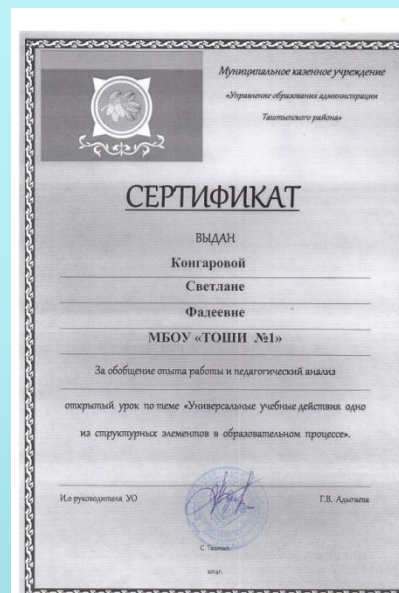 Муниципальное казенное учреждение
«Управление образования администрации
Таштыпского района»
СЕРТИФИКАТ
ВЫДАН
Конгаровой
Светлане
Фадеевне
МБОУ «ТОШИ №1»
За обобщение опыта работы и педагогический анализ
открытый урок по теме «Универсальные учебные действия одно
из структурных элементов в образовательном процессе».
И.о руководителя УО
Г.В. Адыгаева
С. Таштып
2014г.